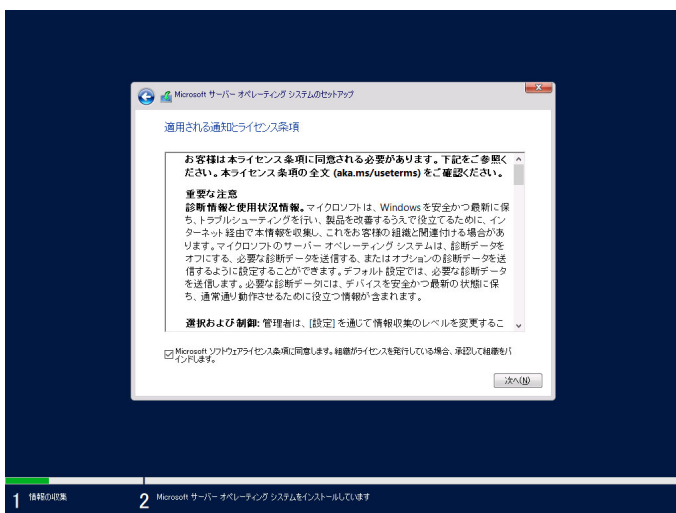 Microsoft サーバー オペレーティング システムのセットアップ
適用される通知とライセンス条項
お客様は本ライセンス条項に同意される必要があります。下記をご参照く
ださい。本ライセンス条項の全文 (aka.ms/useterms) をご確認ください。
重要な注意
診断情報と使用状況情報。マイクロソフトは、Windows を安全かつ最新に保
ち、トラブルシューティングを行い、製品を改善するうえで役立てるために、イン
ターネット経由で本情報を収集し、これをお客様の組織と関連付ける場合があ
ります。マイクロソフトのサーバー オペレーティング システムは、診断データを
オフにする、必要な診断データを送信する、またはオプションの診断データを送
信するように設定することができます。デフォルト設定では、必要な診断データ
を送信します。必要な診断データには、デバイスを安全かつ最新の状態に保
ち、通常通り動作させるために役立つ情報が含まれます。
選択および制御: 管理者は、[設定] を通じて情報収集のレベルを変更するこ
Microsoft ソフトウェアライセンス条項に同意します。組織がライセンスを発行している場合、承認して組織をバ
インドします。
次へ(N)
1 情報の収集
2 Microsoft サーバー オペレーティング システムをインストールしています